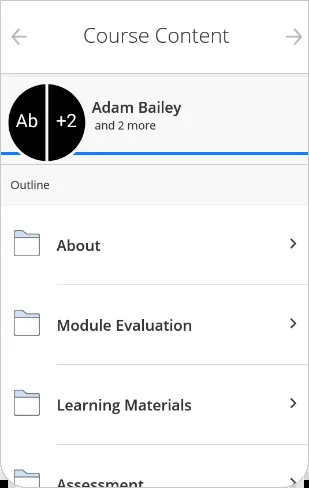 Course Content
Ab +2
Adam Bailey
and 2 more
Outline
About
Module Evaluation
Learning Materials
Assessment